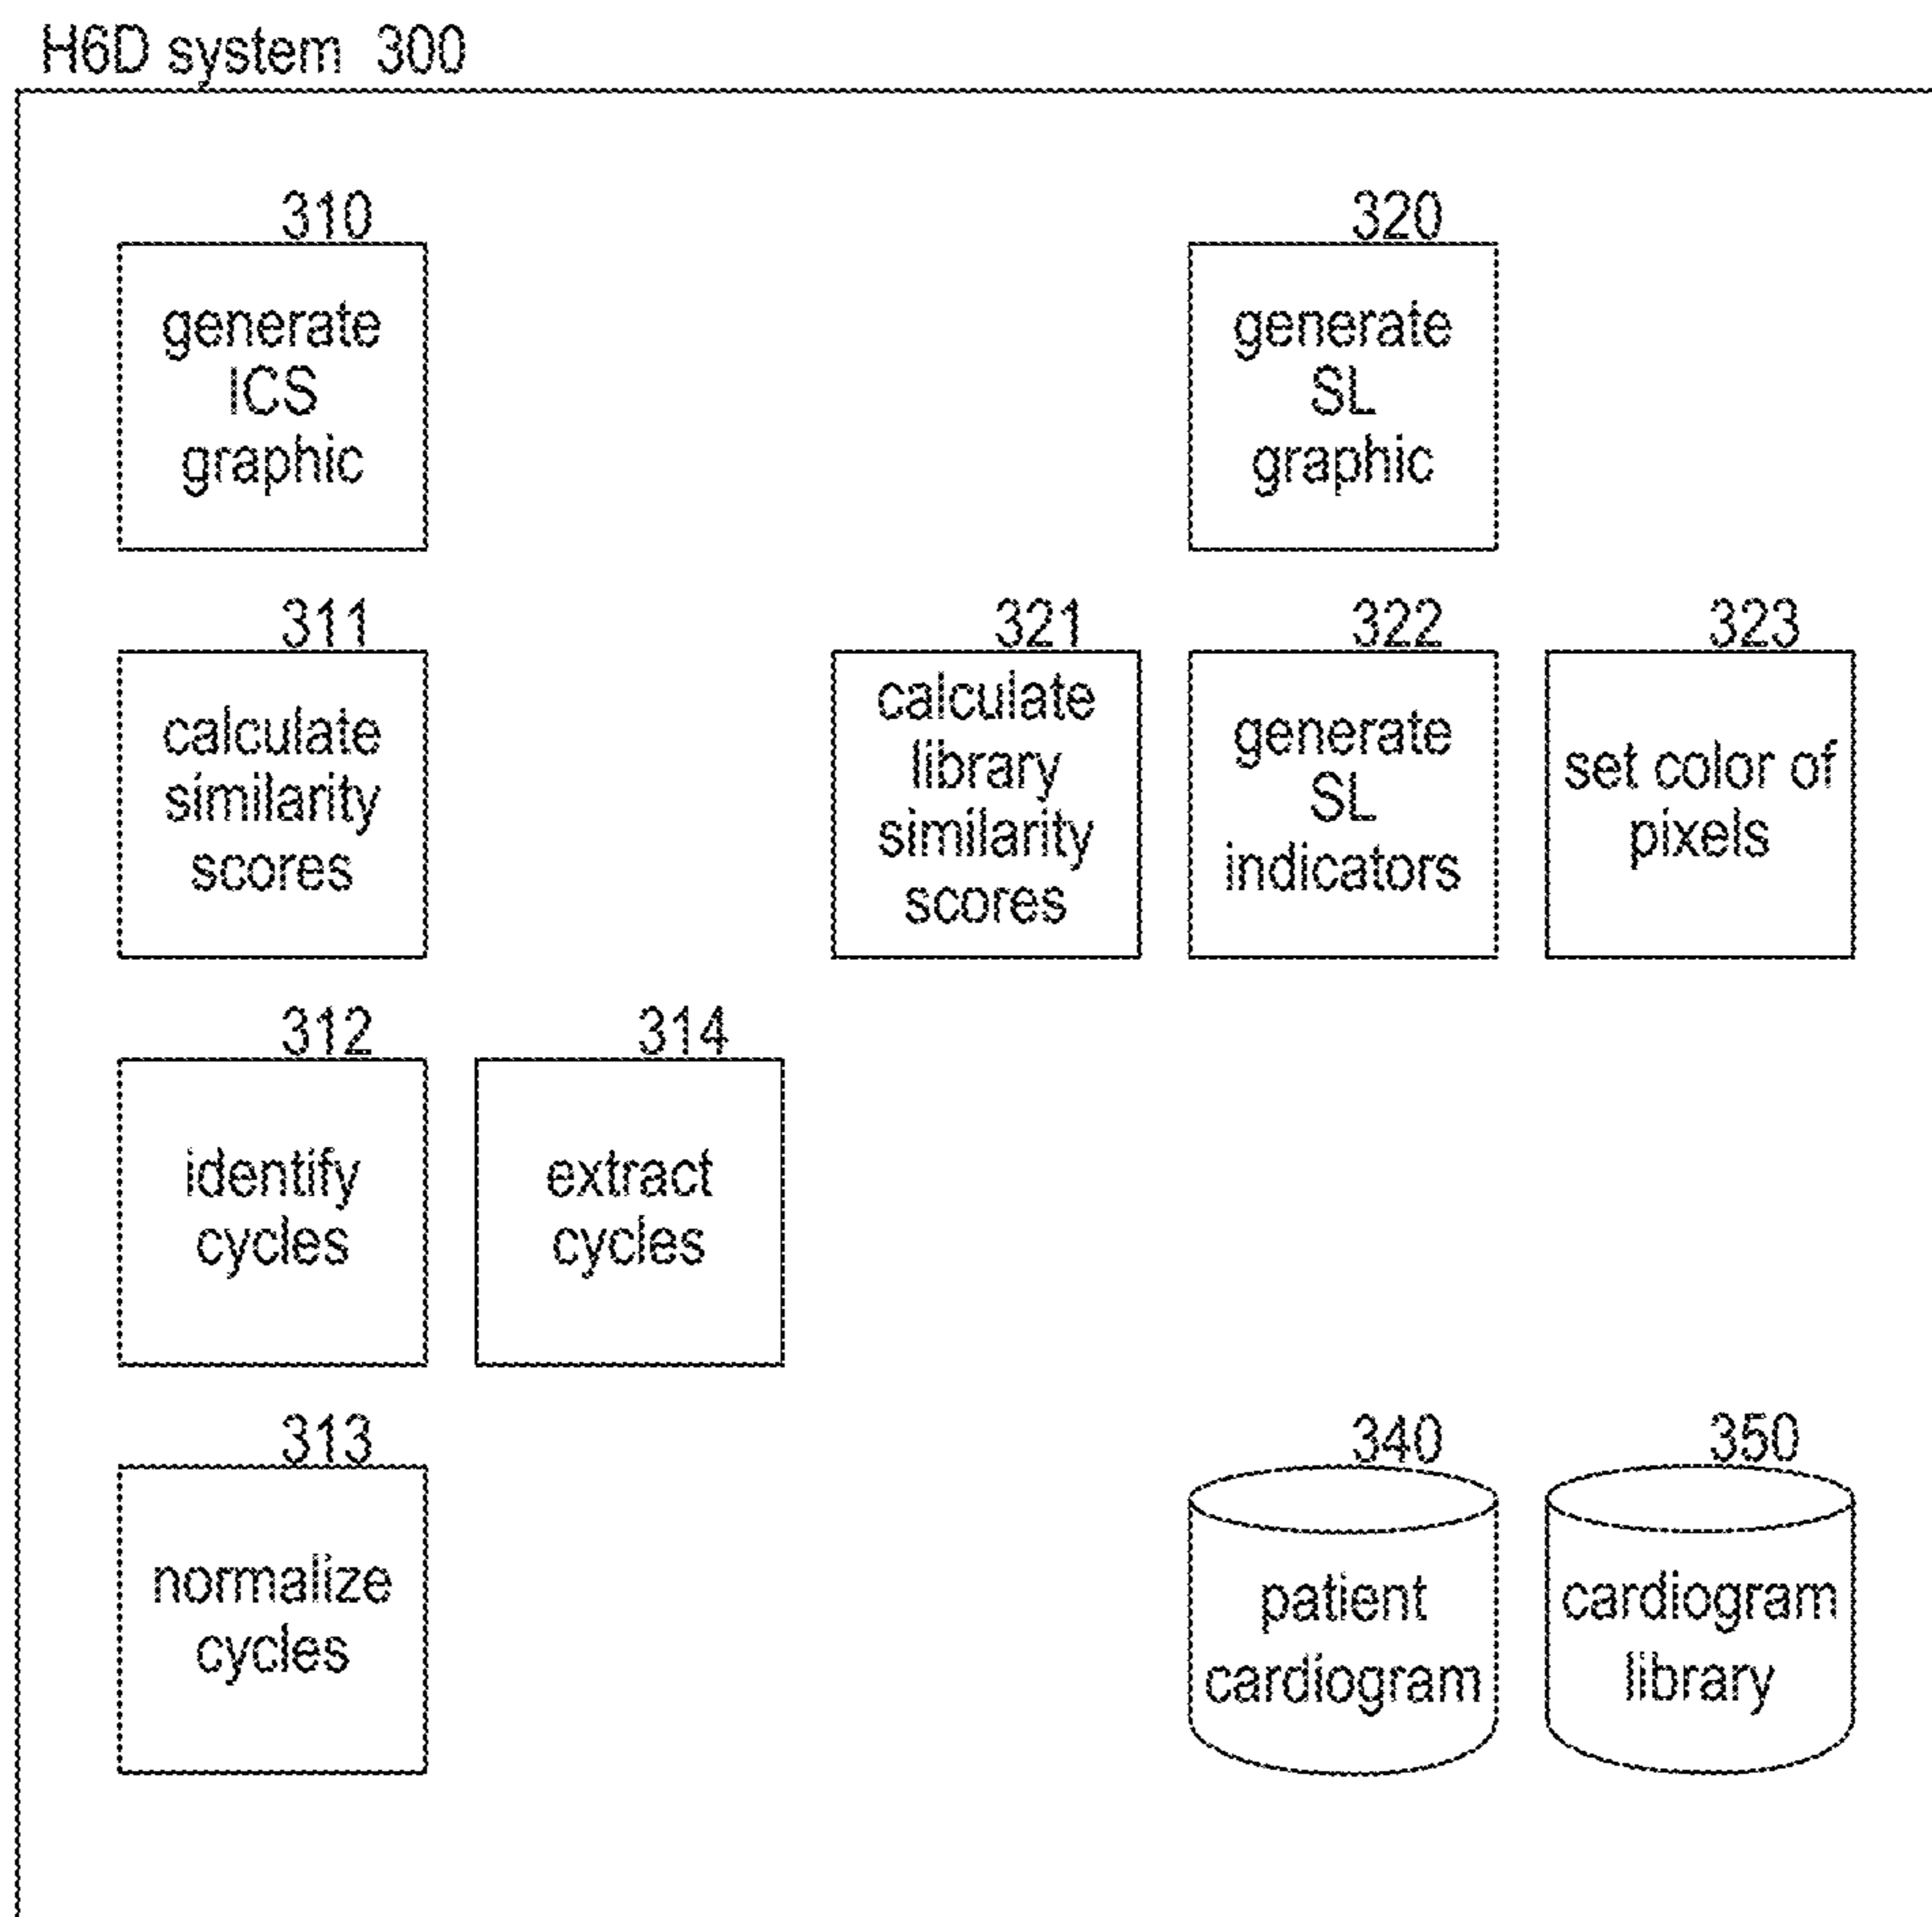 H6D system 300
310
generate
ICS
graphic
320
generate
SL
graphic
311
calculate
similarity
scores
321
calculate
library
similarity
scores
322
generate
SL
indicators
323
set color of
pixels
312
identify
cycles
314
extract
cycles
313
normalize
cycles
340
patient
cardiogram
350
cardiogram
library